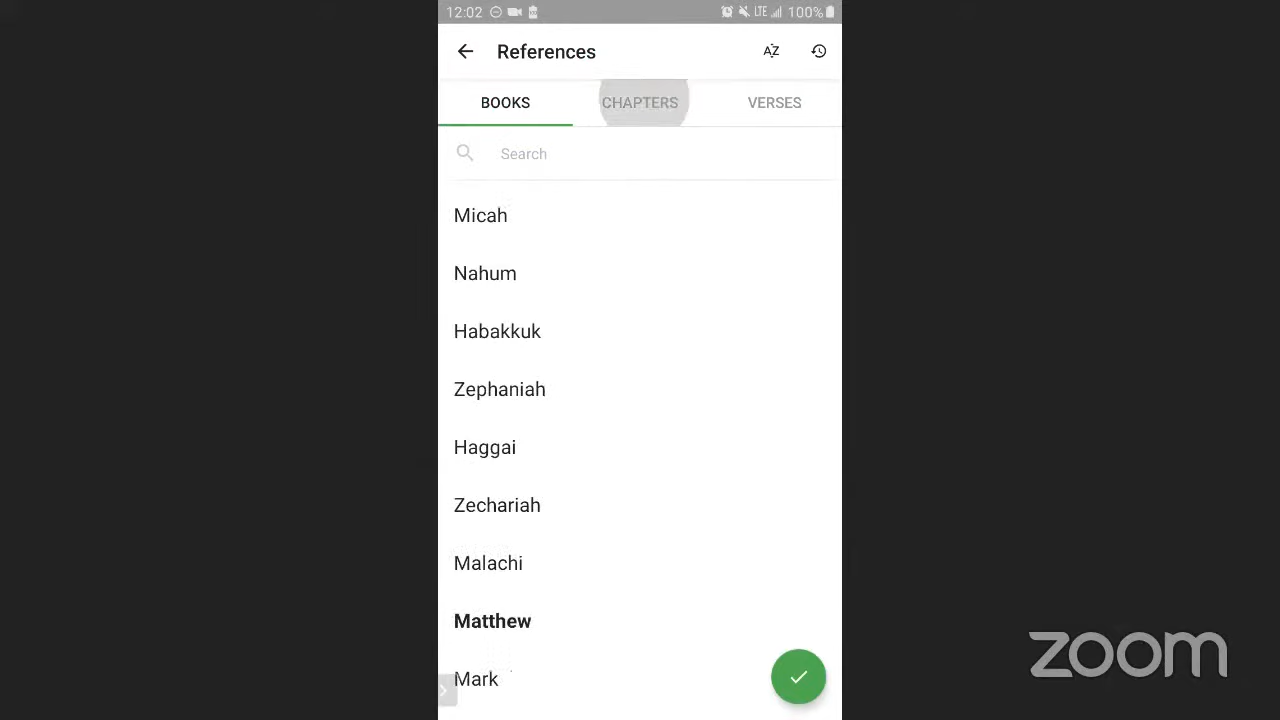 12:02 LTE 100%
References AZ
BOOKS CHAPTERS VERSES
Search
Micah
Nahum
Habakkuk
Zephaniah
Haggai
Zechariah
Malachi
Matthew
Mark
zoom